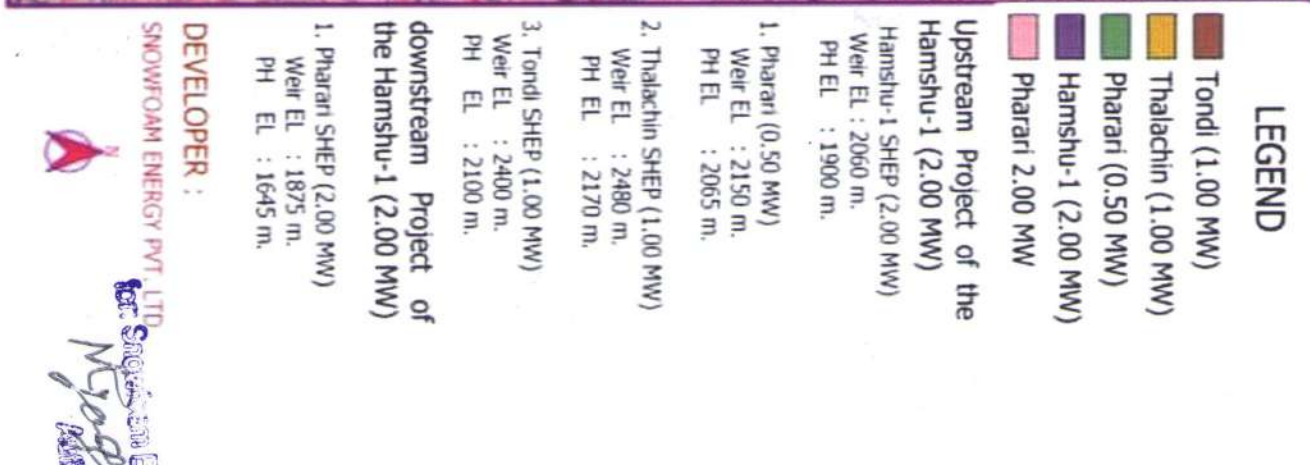 LEGEND
Tondi (1.00 MW)
Thalachin (1.00 MW)
Pharari (0.50 MW)
Hamshu-1 (2.00 MW)
Pharari 2.00 MW
Upstream Project of the
Hamshu-1 (2.00 MW)
Hamshu-1 SHEP (2.00 MW)
Weir EL : 2060 m.
PH EL : 1900 m.
1. Pharari (0.50 MW)
Weir EL : 2150 m.
PH EL : 2065 m.
2. Thalachin SHEP (1.00 MW)
Weir EL : 2480 m.
PH EL : 2170 m.
3. Tondi SHEP (1.00 MW)
Weir EL : 2400 m.
PH EL : 2100 m.
downstream Project of
the Hamshu-1 (2.00 MW)
1. Pharari SHEP (2.00 MW)
Weir EL : 1875 m.
PH EL : 1645 m.
DEVELOPER :
SNOWFOAM ENERGY PVT. LTD
N